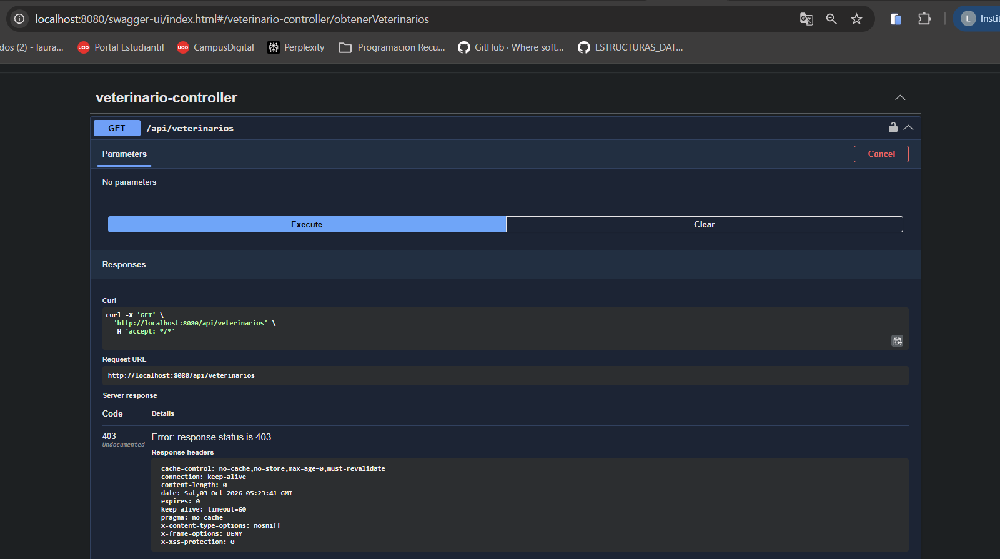 localhost:8080/swagger-ui/index.html#/veterinario-controller/obtenerVeterinarios
L Instit
dos (2) - laura... Portal Estudiantil CampusDigital Perplexity Programacion Recu... GitHub · Where soft... ESTRUCTURAS_DAT...
veterinario-controller
GET /api/veterinarios
Parameters Cancel
No parameters
Execute Clear
Responses
Curl
curl -X 'GET' \
'http://localhost:8080/api/veterinarios' \
-H 'accept: */*'
Request URL
http://localhost:8080/api/veterinarios
Server response
Code Details
403 Error: response status is 403
Undocumented
Response headers
cache-control: no-cache,no-store,max-age=0,must-revalidate
connection: keep-alive
content-length: 0
date: Sat,03 Oct 2026 05:23:41 GMT
expires: 0
keep-alive: timeout=60
pragma: no-cache
x-content-type-options: nosniff
x-frame-options: DENY
x-xss-protection: 0